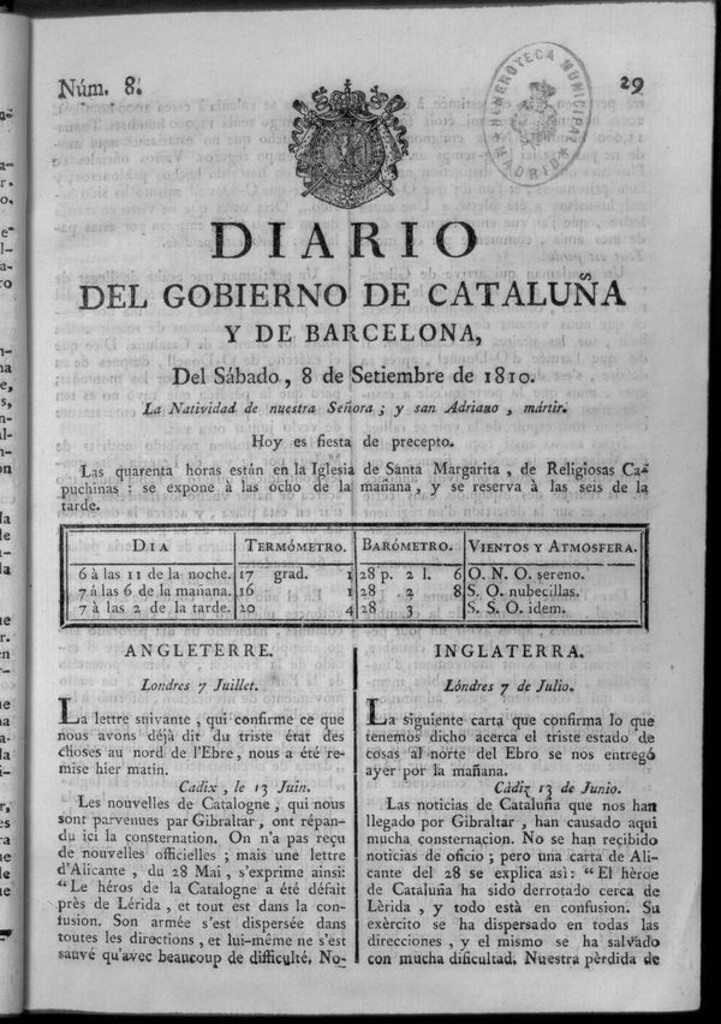 Núm. 8.
29
HEMEROTECA MUNICIPAL
MADRID
DIARIO
DEL GOBIERNO DE CATALUÑA
Y DE BARCELONA,
Del Sábado, 8 de Setiembre de 1810.
La Natividad de nuestra Señora; y san Adriano, mártir.
Hoy es fiesta de precepto.
Las quarenta horas están en la Iglesia de Santa Margarita, de Religiosas Ca-
puchinas: se expone à las ocho de la mañana, y se reserva à las seis de la
tarde.
DIA TERMÓMETRO. BARÓMETRO. VIENTOS Y ATMOSFERA.
6 à las 11 de la noche. 17 grad. 1 28 p. 2 l. 6 O. N. O. sereno.
7 á las 6 de la mañana. 16 1 28 2 8 S. O. nubecillas.
7 à las 2 de la tarde. 20 4 28 3 S. S. O. idem.
ANGLETERRE.
Londres 7 Juillet.
La lettre suivante, qui confirme ce que
nous avons déjà dit du triste état des
choses au nord de l'Ebre, nous a été re-
mise hier matin.
Cadix, le 13 Juin.
Les nouvelles de Catalogne, qui nous
sont parvenues par Gibraltar, ont répan-
du ici la consternation. On n'a pas reçu
de nouvelles officielles; mais une lettre
d'Alicante, du 28 Mai, s'exprime ainsi:
"Le héros de la Catalogne a été défait
près de Lérida, et tout est dans la con-
fusion. Son armée s'est dispersée dans
toutes les directions, et lui-même ne s'est
sauvé qu'avec beaucoup de difficulté. No-
INGLATERRA.
Lóndres 7 de Julio.
La siguiente carta que confirma lo que
tenemos dicho acerca el triste estado de
cosas al norte del Ebro se nos entregó
ayer por la mañana.
Càdiz 13 de Junio.
Las noticias de Cataluña que nos han
llegado por Gibraltar, han causado aqui
mucha consternacion. No se han recibido
noticias de oficio; pero una carta de Ali-
cante del 28 se explica asì: "El hèroe
de Cataluña ha sido derrotado cerca de
Lèrida, y todo està en confusion. Su
exèrcito se ha dispersado en todas las
direcciones, y el mismo se ha salvado
con mucha dificultad. Nuestra pèrdida de